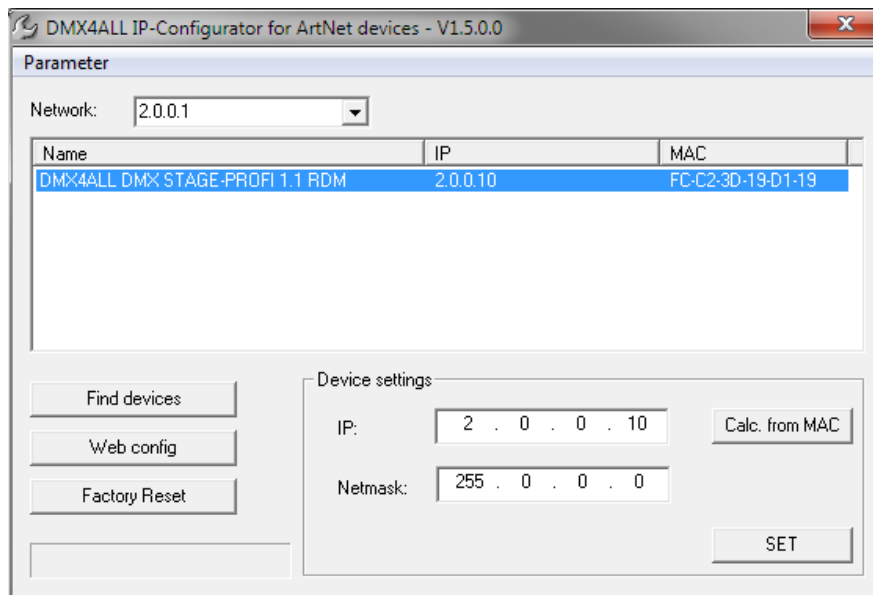 DMX4ALL IP-Configurator for ArtNet devices - V1.5.0.0
Parameter
Network: 2.0.0.1
Name IP MAC
DMX4ALL DMX STAGE-PROFI 1.1 RDM 2.0.0.10 FC-C2-3D-19-D1-19
Find devices
Web config
Factory Reset
Device settings
IP: 2 . 0 . 0 . 10 Calc. from MAC
Netmask: 255 . 0 . 0 . 0
SET